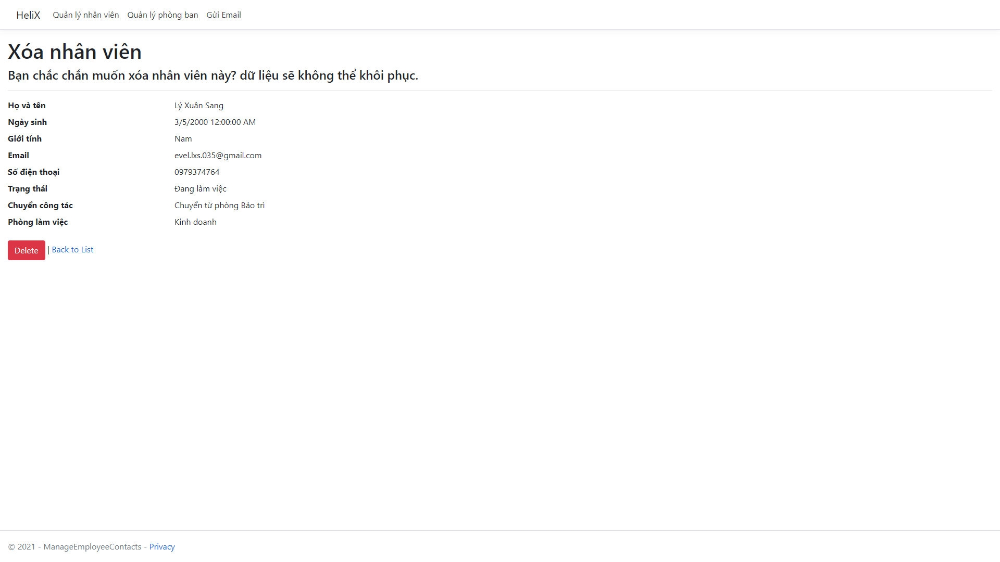 HeliX Quản lý nhân viên Quản lý phòng ban Gửi Email
Xóa nhân viên
Bạn chắc chắn muốn xóa nhân viên này? dữ liệu sẽ không thể khôi phục.
Họ và tên Lý Xuân Sang
Ngày sinh 3/5/2000 12:00:00 AM
Giới tính Nam
Email evel.lxs.035@gmail.com
Số điện thoại 0979374764
Trạng thái Đang làm việc
Chuyển công tác Chuyển từ phòng Bảo trì
Phòng làm việc Kinh doanh
Delete | Back to List
© 2021 - ManageEmployeeContacts - Privacy